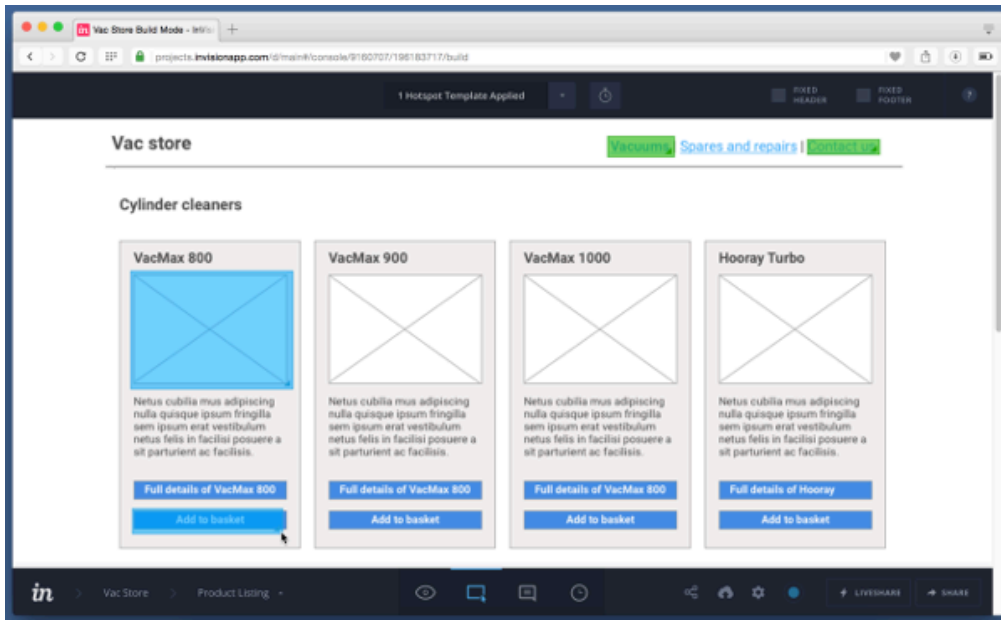 Vac Store Build Mode - InVis
projects.invisionapp.com/d/main#/console/9160707/196183717/build
1 Hotspot Template Applied
FIXED HEADER
FIXED FOOTER
?
Vac store
Vacuums Spares and repairs | Contact us
Cylinder cleaners
VacMax 800
Netus cubilia mus adipiscing
nulla quisque ipsum fringilla
sem ipsum erat vestibulum
netus felis in facilisi posuere a
sit parturient ac facilisis.
Full details of VacMax 800
Add to basket
VacMax 900
Netus cubilia mus adipiscing
nulla quisque ipsum fringilla
sem ipsum erat vestibulum
netus felis in facilisi posuere a
sit parturient ac facilisis.
Full details of VacMax 800
Add to basket
VacMax 1000
Netus cubilia mus adipiscing
nulla quisque ipsum fringilla
sem ipsum erat vestibulum
netus felis in facilisi posuere a
sit parturient ac facilisis.
Full details of VacMax 800
Add to basket
Hooray Turbo
Netus cubilia mus adipiscing
nulla quisque ipsum fringilla
sem ipsum erat vestibulum
netus felis in facilisi posuere a
sit parturient ac facilisis.
Full details of Hooray
Add to basket
in
Vac Store
Product Listing
LIVESHARE
SHARE